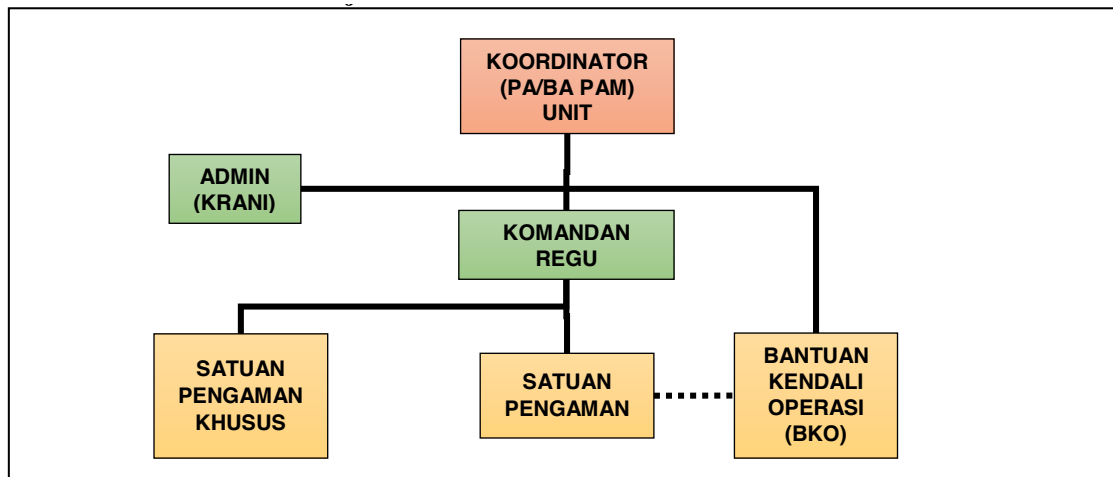 KOORDINATOR
(PA/BA PAM)
UNIT
ADMIN
(KRANI)
KOMANDAN
REGU
SATUAN
PENGAMAN
KHUSUS
SATUAN
PENGAMAN
BANTUAN
KENDALI
OPERASI
(BKO)